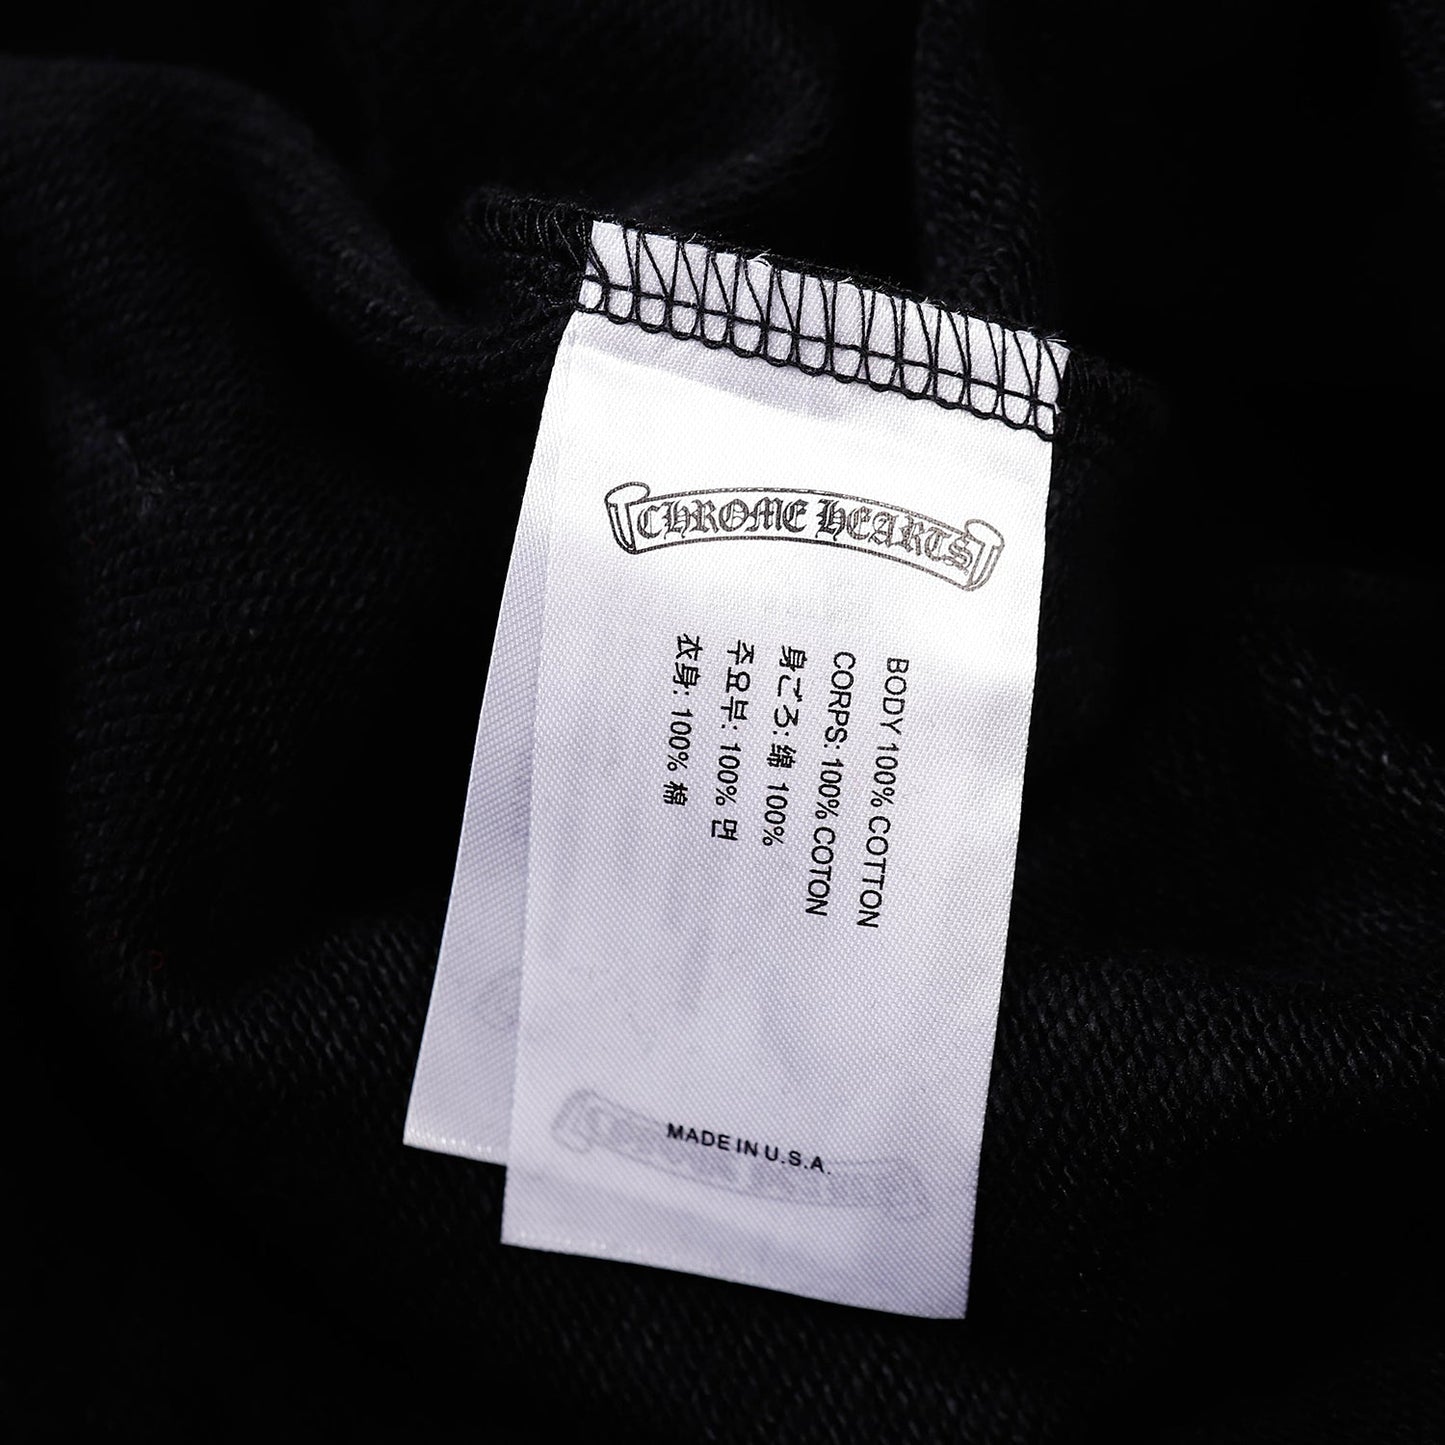 CHROME HEARTS
BODY 100% COTTON
CORPS: 100% COTON
身ごろ: 綿 100%
주요부: 100% 면
衣身: 100% 棉
MADE IN U.S.A.